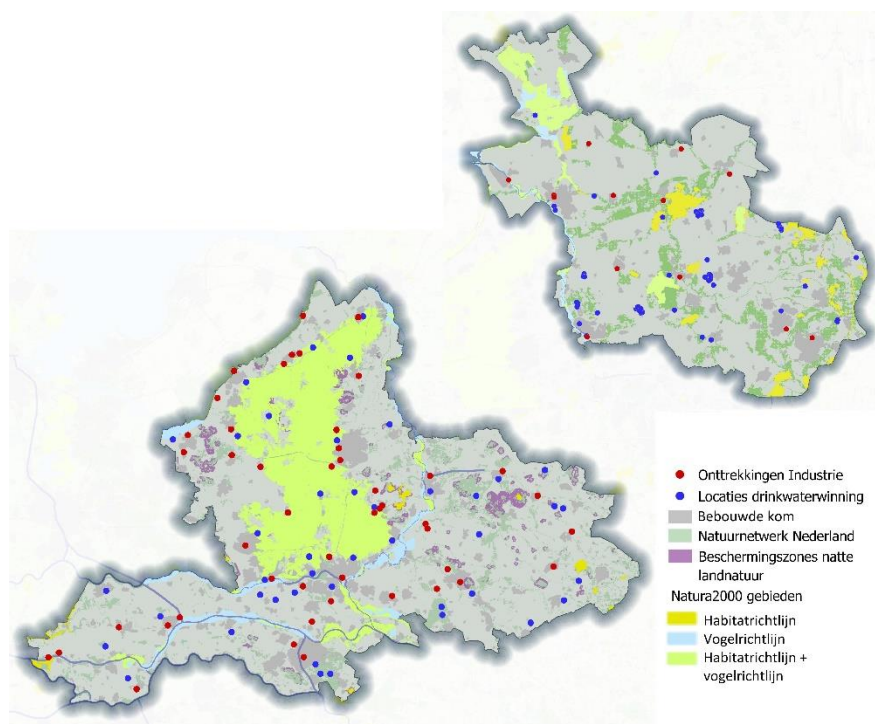 Onttrekkingen Industrie
Locaties drinkwaterwinning
Bebouwde kom
Natuurnetwerk Nederland
Beschermingszones natte
landnatuur
Natura2000 gebieden
Habitatrichtlijn
Vogelrichtlijn
Habitatrichtlijn +
vogelrichtlijn